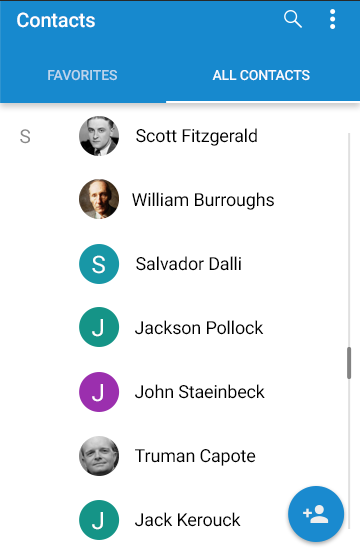 Contacts
FAVORITES
ALL CONTACTS
S
Scott Fitzgerald
William Burroughs
S
Salvador Dalli
J
Jackson Pollock
J
John Staeinbeck
Truman Capote
J
Jack Kerouck